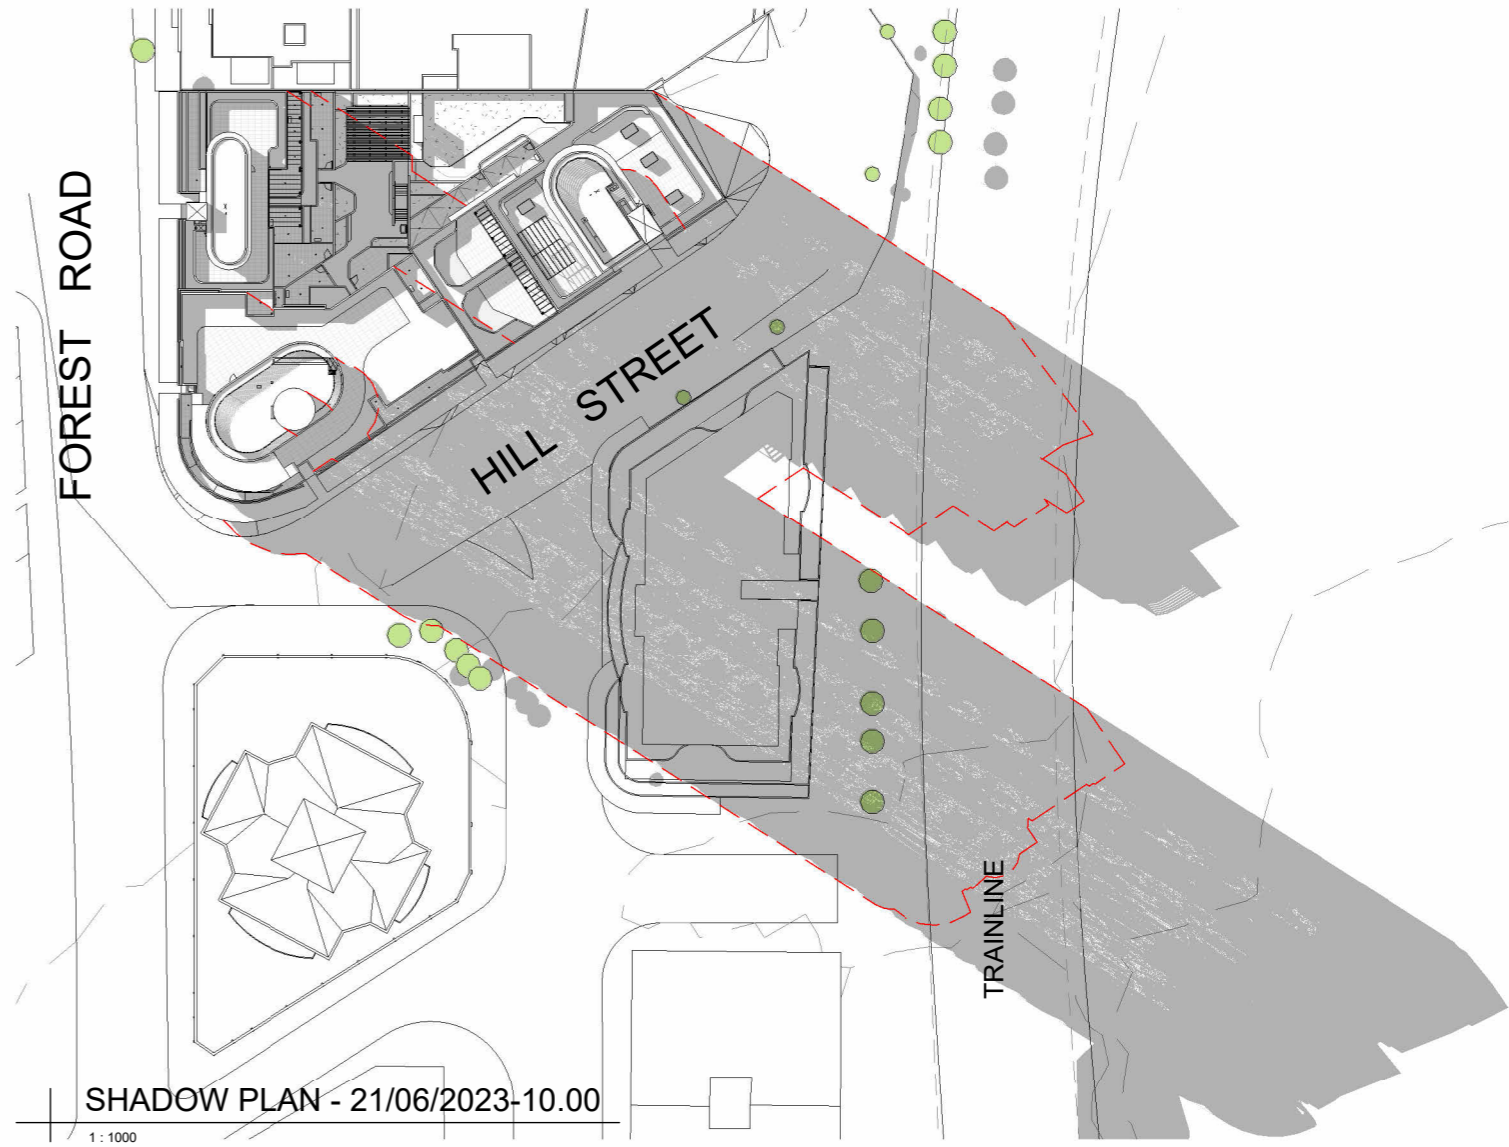 FOREST ROAD
HILL STREET
TRAINLINE
SHADOW PLAN - 21/06/2023-10.00
1 : 1000